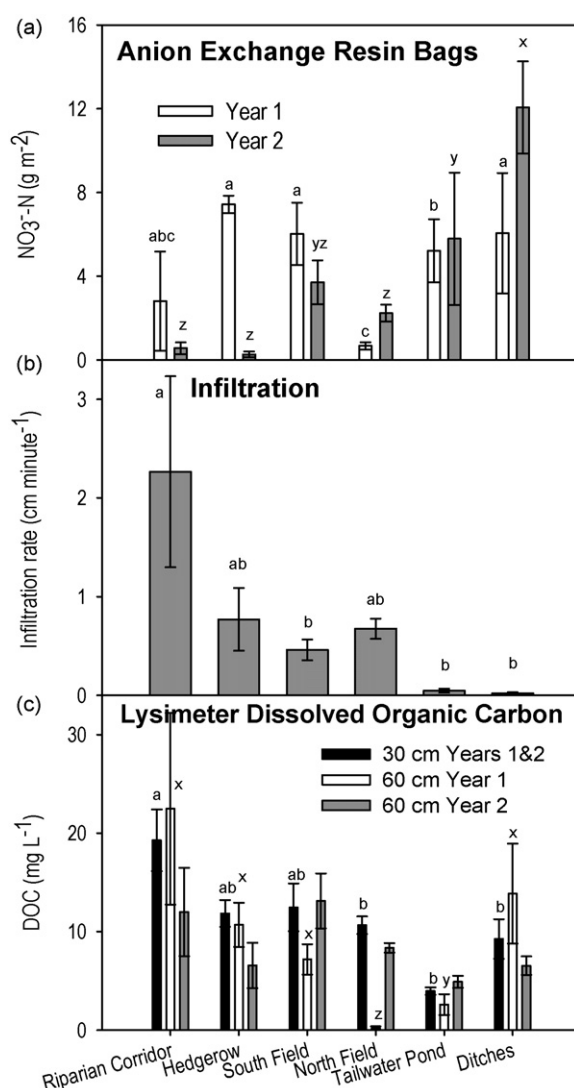 (a)
Anion Exchange Resin Bags
Year 1
Year 2
NO3−-N (g m−2)
16
12
8
4
0
abc
z
a
z
a
yz
c
z
b
y
a
x
(b)
Infiltration
Infiltration rate (cm minute−1)
3
2
1
0
a
ab
b
ab
b
b
(c)
Lysimeter Dissolved Organic Carbon
30 cm Years 1&2
60 cm Year 1
60 cm Year 2
DOC (mg L−1)
30
20
10
0
a
x
ab
x
ab
x
b
z
b
y
b
x
Riparian Corridor
Hedgerow
South Field
North Field
Tailwater Pond
Ditches